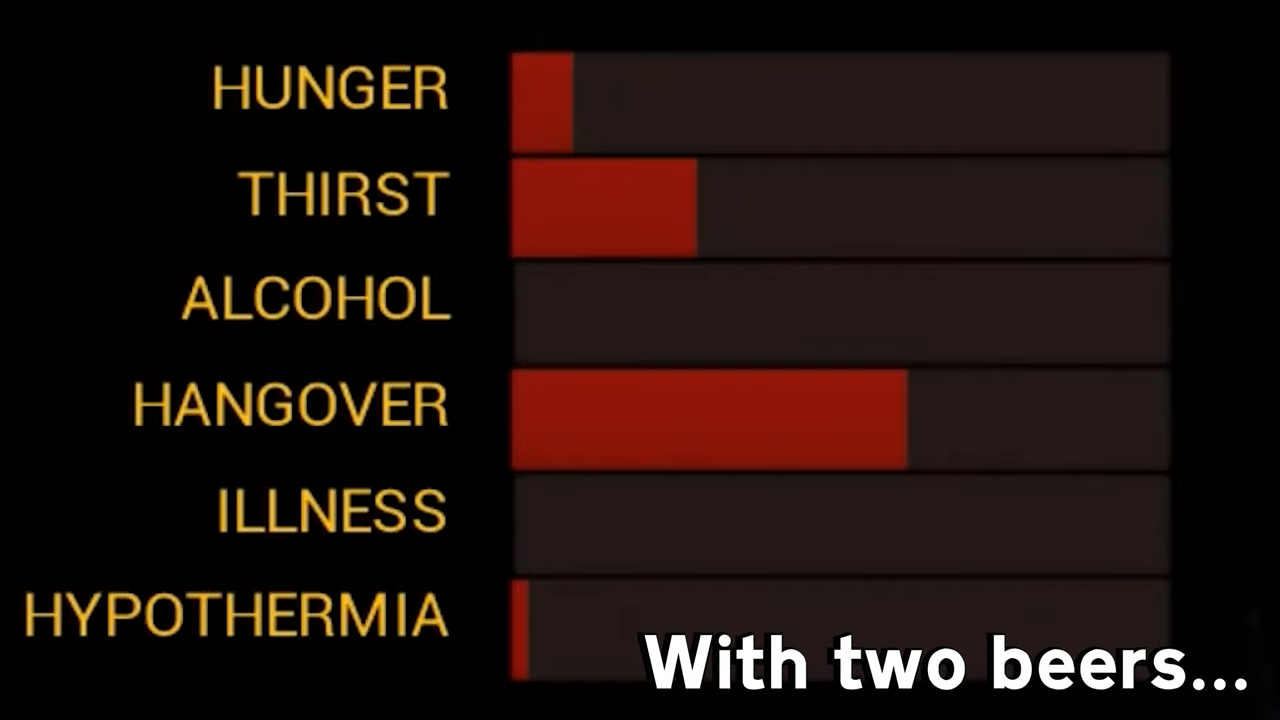 HUNGER
THIRST
ALCOHOL
HANGOVER
ILLNESS
HYPOTHERMIA
With two beers...